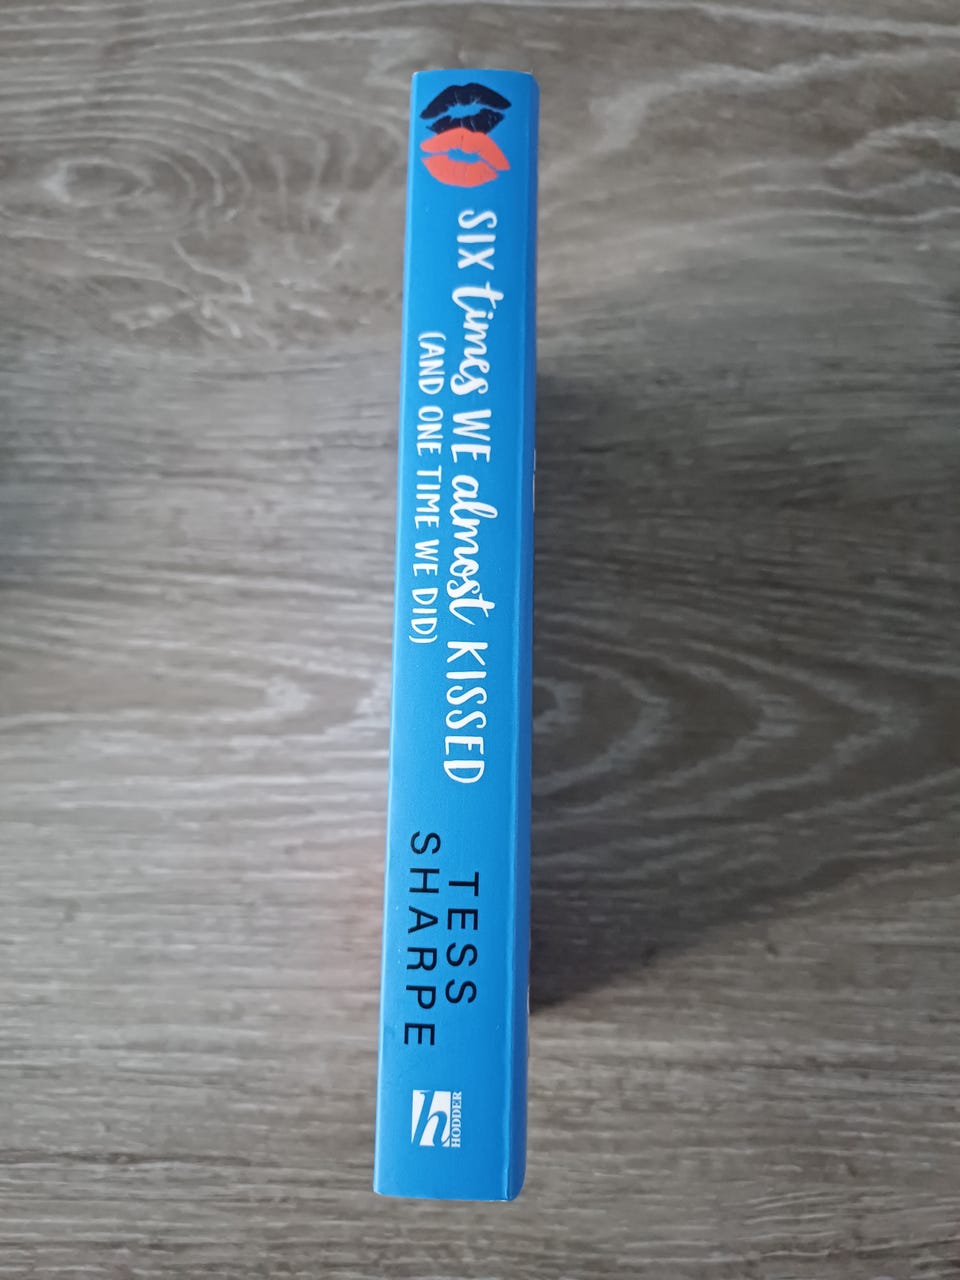 SIX times WE almost KISSED
(AND ONE TIME WE DID)
TESS
SHARPE
h
HODDER